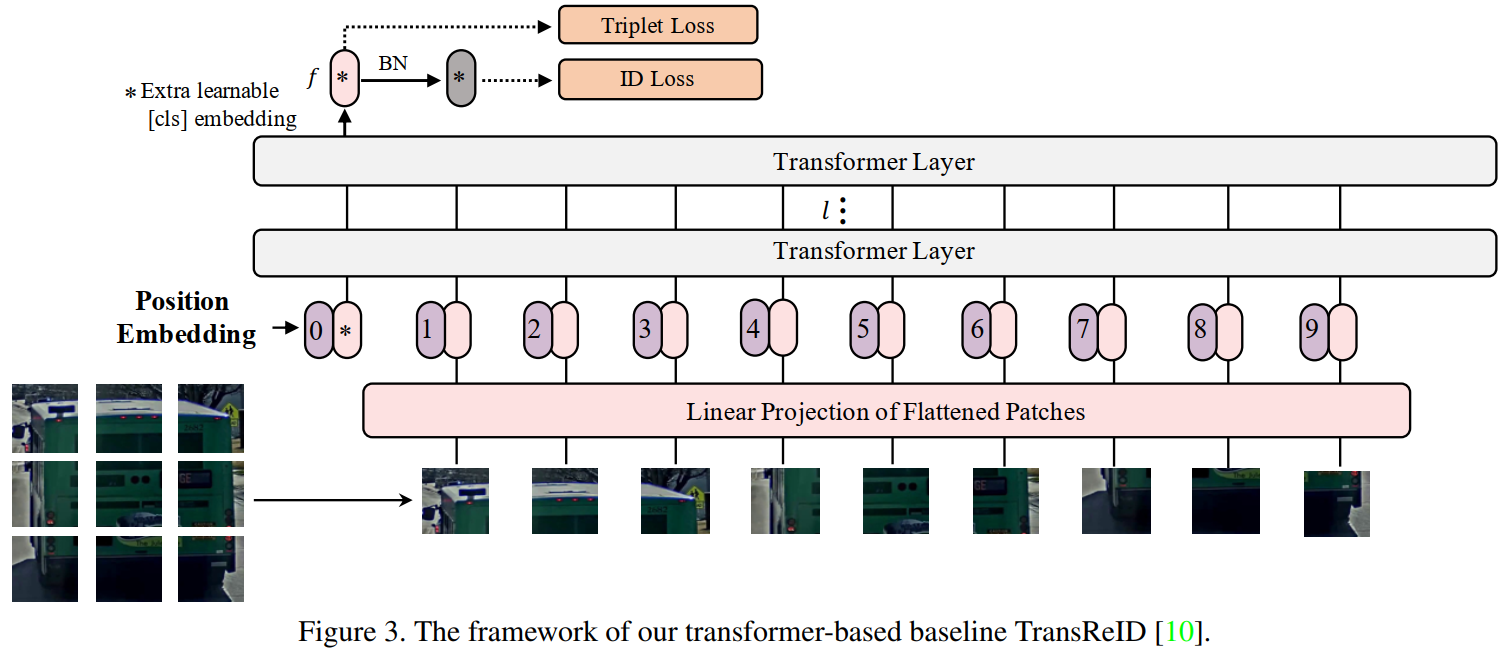 Triplet Loss
f
*
BN
*
ID Loss
* Extra learnable
[cls] embedding
Transformer Layer
l ⋮
Transformer Layer
Position
Embedding
0 * 1 2 3 4 5 6 7 8 9
Linear Projection of Flattened Patches
Figure 3. The framework of our transformer-based baseline TransReID [10].